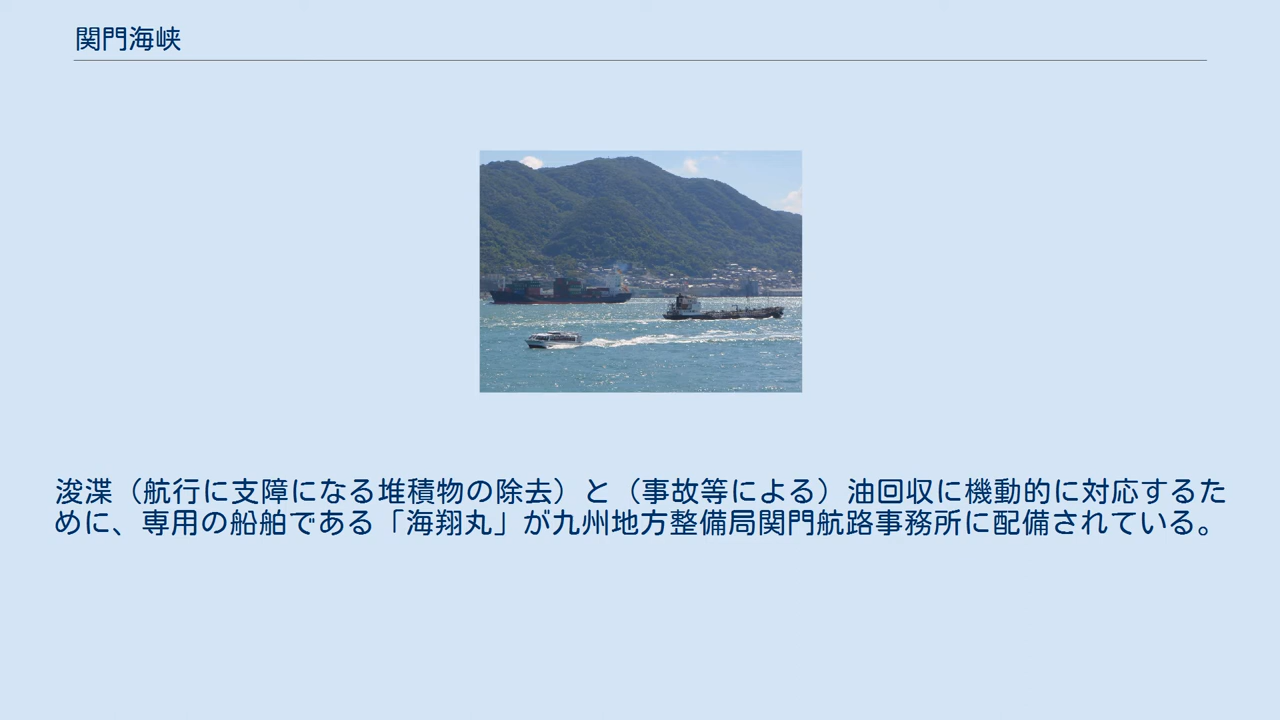 関門海峡
浚渫（航行に支障になる堆積物の除去）と（事故等による）油回収に機動的に対応するた
めに、専用の船舶である「海翔丸」が九州地方整備局関門航路事務所に配備されている。